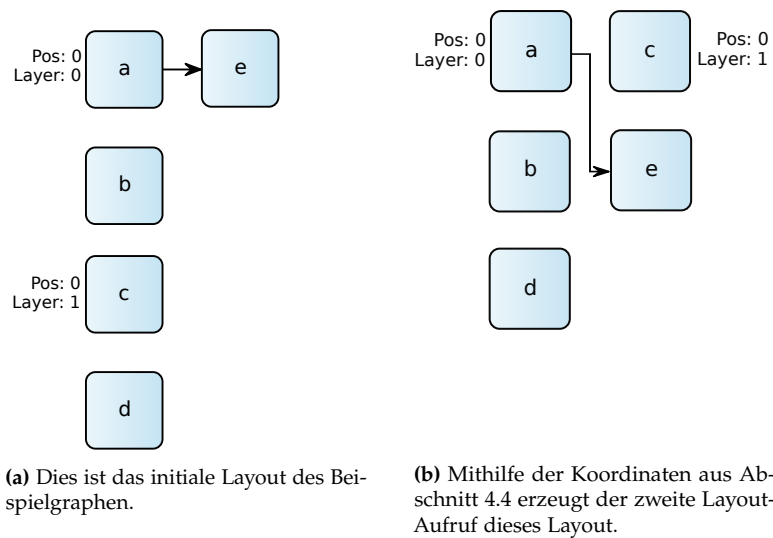 Pos: 0
Layer: 0
a
e
b
Pos: 0
Layer: 1
c
d
(a) Dies ist das initiale Layout des Bei-
spielgraphen.
Pos: 0
Layer: 0
a
c
Pos: 0
Layer: 1
b
e
d
(b) Mithilfe der Koordinaten aus Ab-
schnitt 4.4 erzeugt der zweite Layout-
Aufruf dieses Layout.